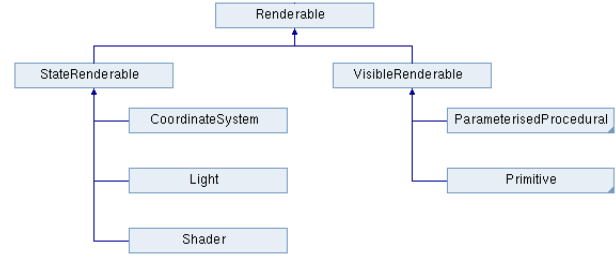 Renderable
StateRenderable
VisibleRenderable
CoordinateSystem
ParameterisedProcedural
Light
Primitive
Shader